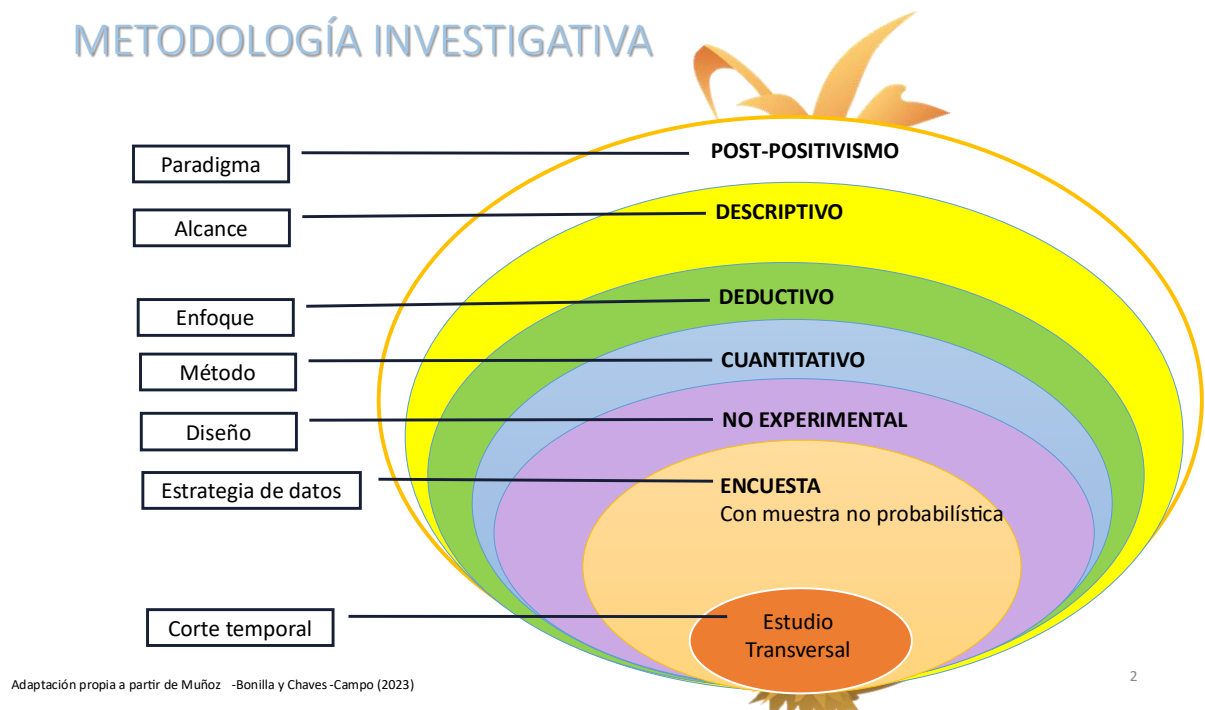 METODOLOGÍA INVESTIGATIVA
Paradigma
POST-POSITIVISMO
Alcance
DESCRIPTIVO
Enfoque
DEDUCTIVO
Método
CUANTITATIVO
Diseño
NO EXPERIMENTAL
Estrategia de datos
ENCUESTA
Con muestra no probabilística
Corte temporal
Estudio
Transversal
Adaptación propia a partir de Muñoz -Bonilla y Chaves-Campo (2023)
2